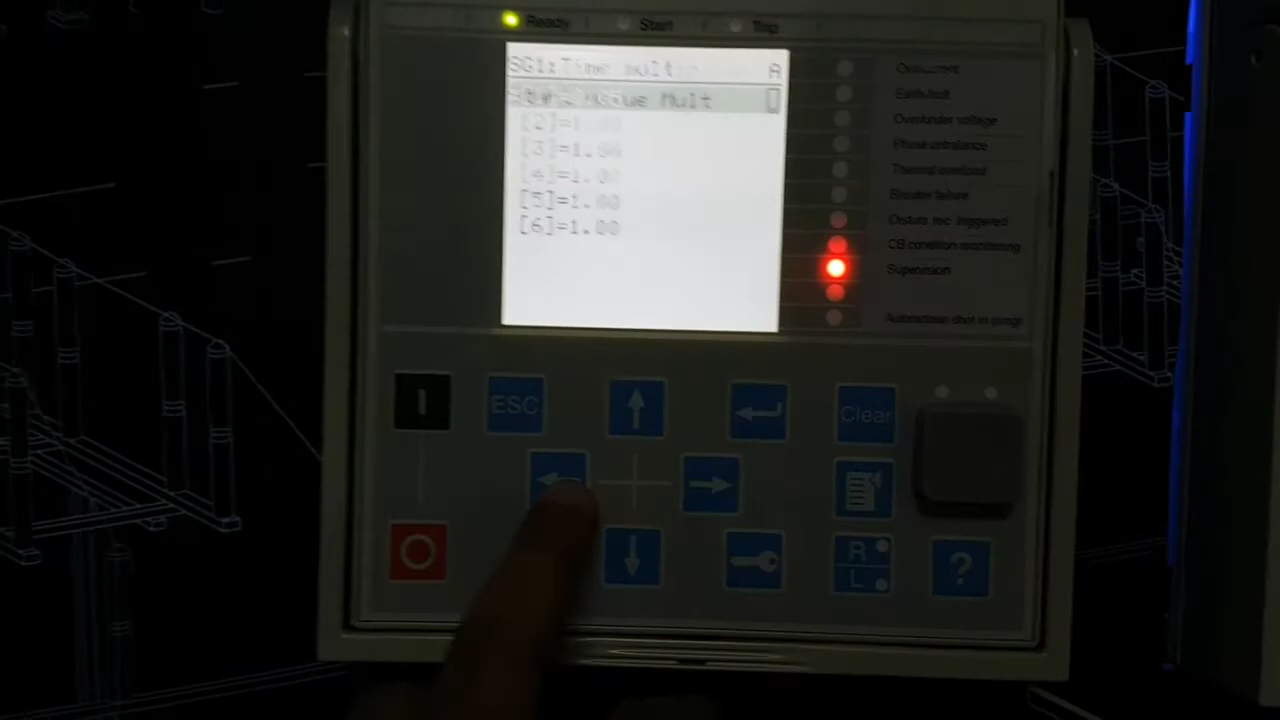 Ready Start Trip
SG1:Time mult A
Mult
[2]=1.00
[3]=1.00
[4]=1.00
[5]=1.00
[6]=1.00
Overcurrent
Earth-fault
Over/under voltage
Phase unbalance
Thermal overload
Breaker failure
Disturb. rec. triggered
CB condition monitoring
Supervision
Autoreclose shot in progr.
I
ESC
Clear
O
R
L
?